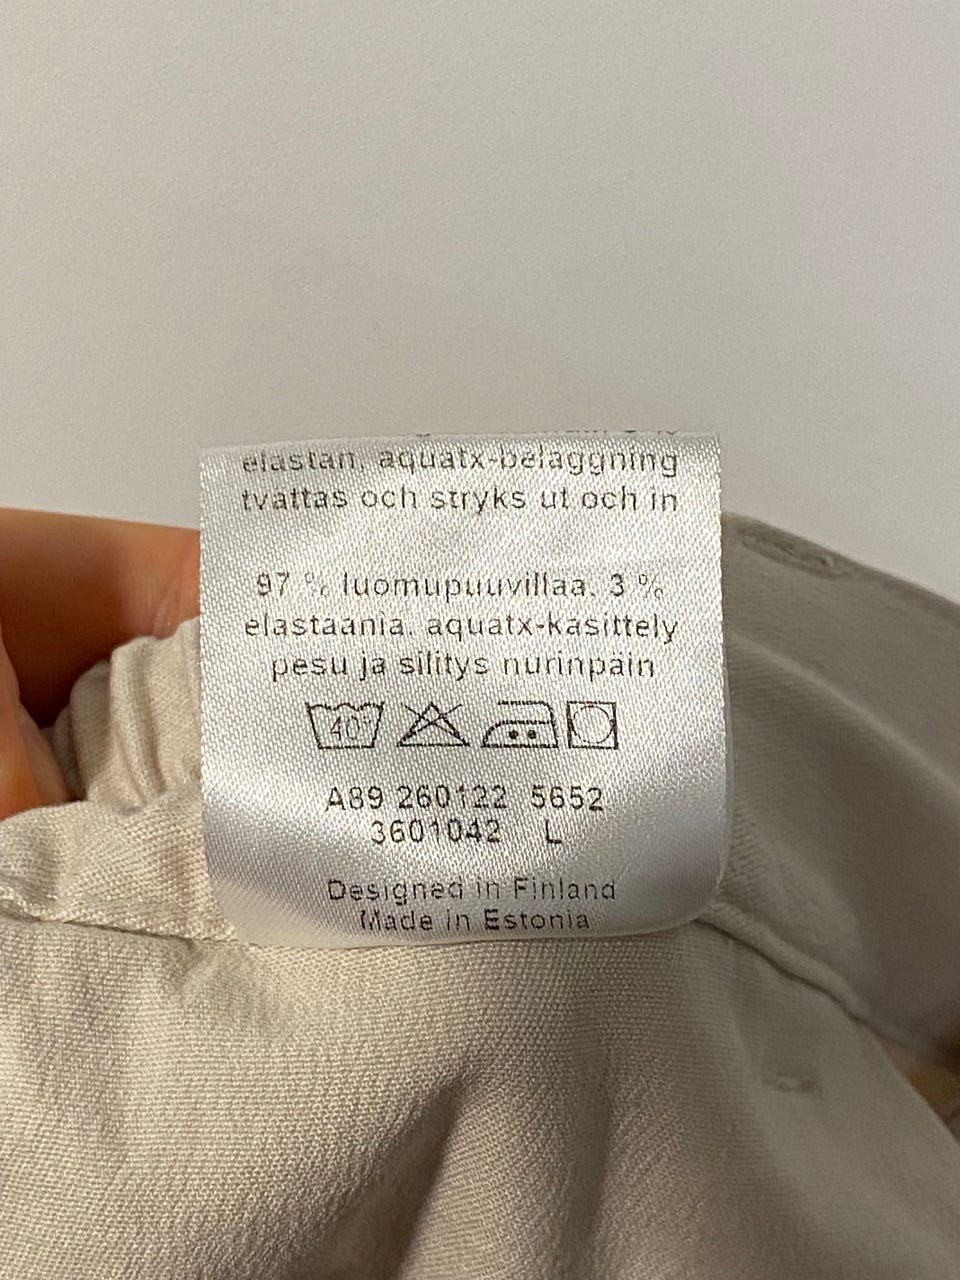 elastan, aquatx-beläggning
tvättas och stryks ut och in
97 % luomupuuvillaa, 3 %
elastaania, aquatx-käsittely
pesu ja silitys nurinpäin
40°
A89 260122 5652
3601042 L
Designed in Finland
Made in Estonia